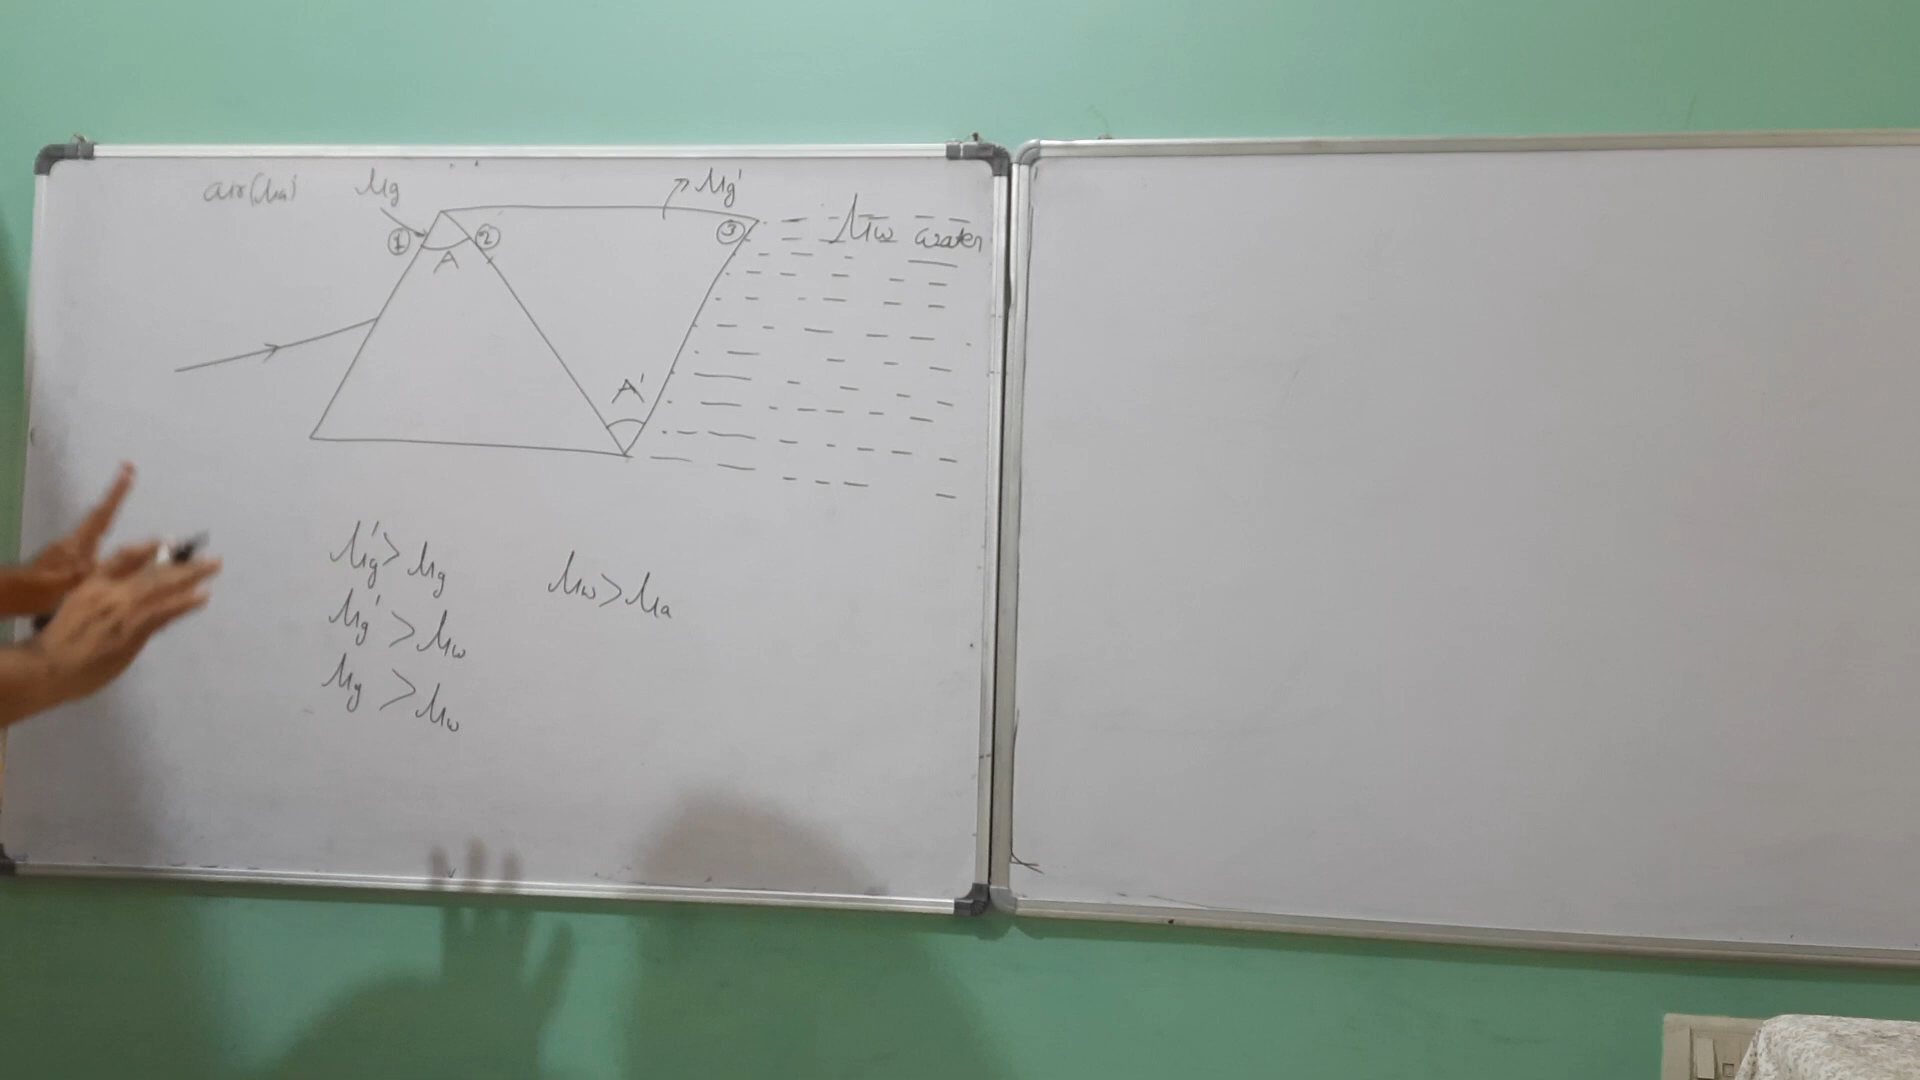 air(μa) μg μg'
① ② ③ μw water
A
A'
μg' > μg μw > μa
μg' > μw
μg > μw